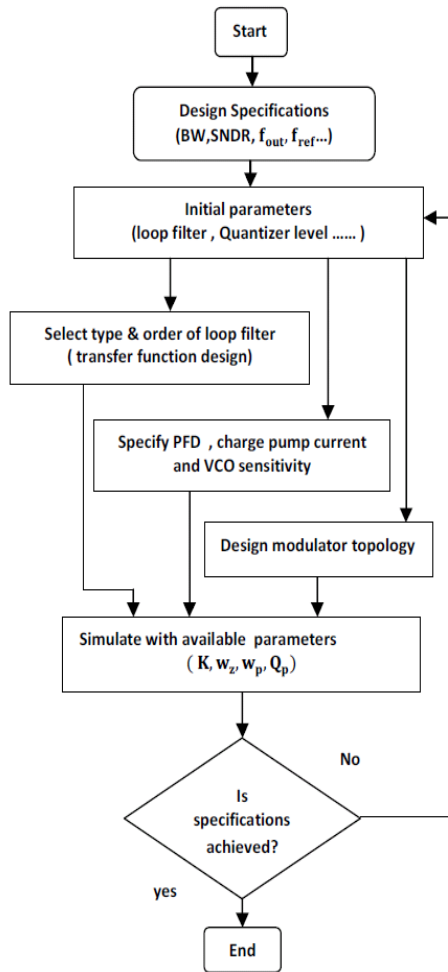 Start
Design Specifications
(BW,SNDR, fout, fref...)
Initial parameters
(loop filter , Quantizer level ...... )
Select type & order of loop filter
( transfer function design)
Specify PFD , charge pump current
and VCO sensitivity
Design modulator topology
Simulate with available parameters
( K, wz, wp, Qp)
No
Is
specifications
achieved?
yes
End